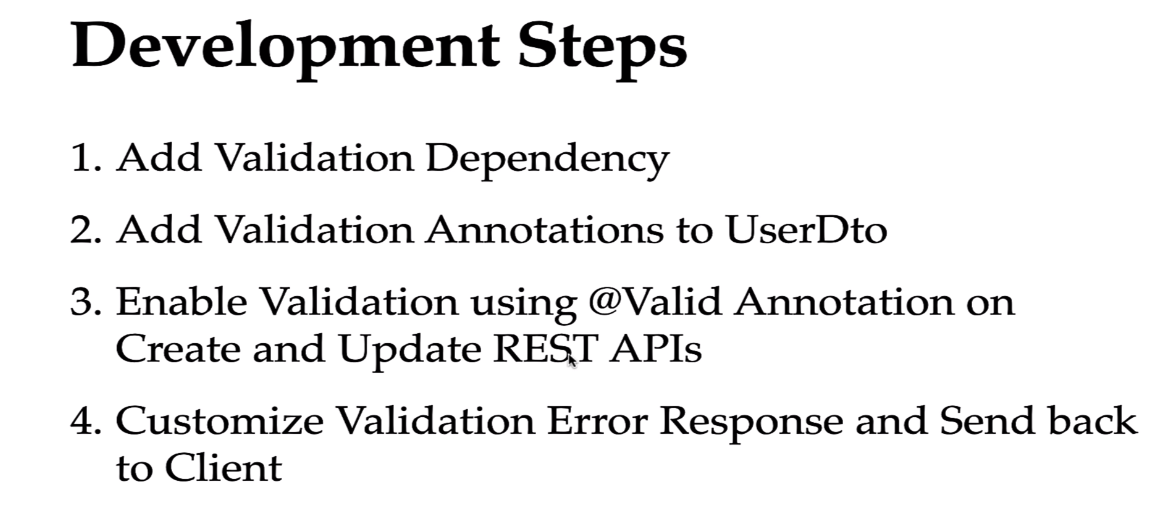 Development Steps
1. Add Validation Dependency
2. Add Validation Annotations to UserDto
3. Enable Validation using @Valid Annotation on
Create and Update REST APIs
4. Customize Validation Error Response and Send back
to Client